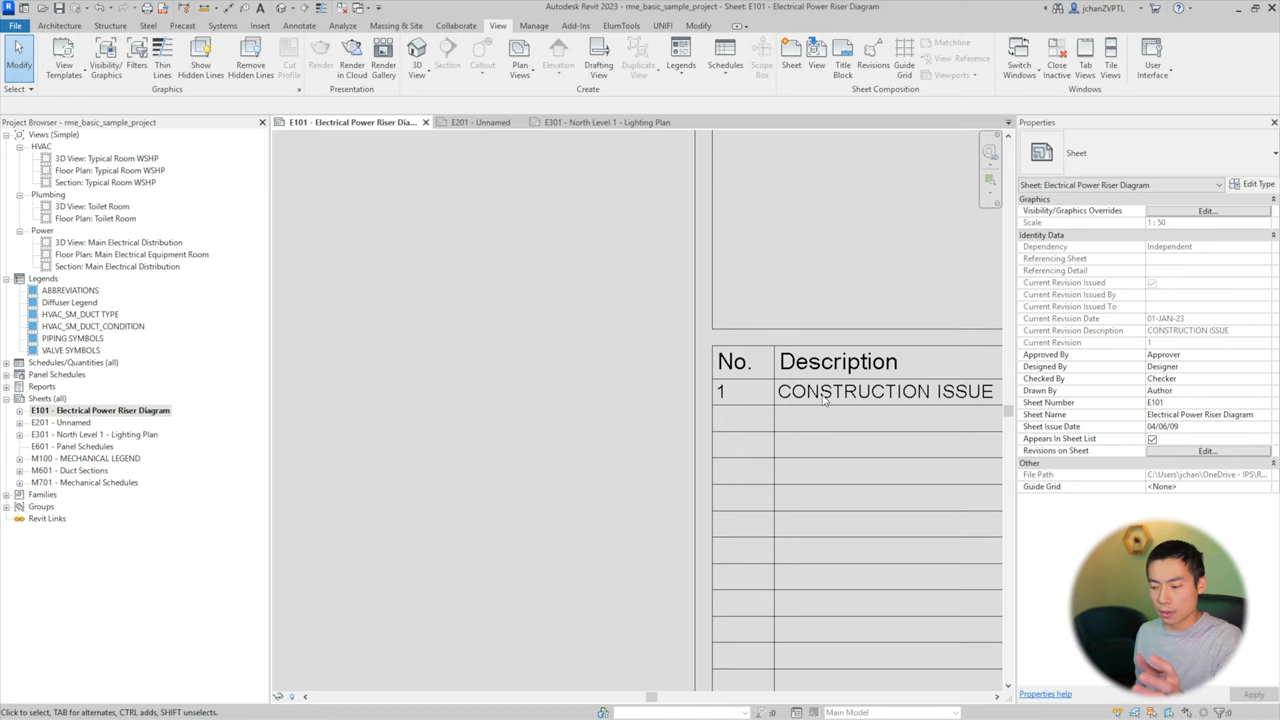 Autodesk Revit 2023 - rme_basic_sample_project - Sheet: E101 - Electrical Power Riser Diagram
jchanZVPTL
File Architecture Structure Steel Precast Systems Insert Annotate Analyze Massing & Site Collaborate View Manage Add-Ins ElumTools UNIFI Modify
Modify
View Templates
Visibility/ Graphics
Filters
Thin Lines
Show Hidden Lines
Remove Hidden Lines
Cut Profile
Render
Render in Cloud
Render Gallery
3D View
Section
Callout
Plan Views
Elevation
Drafting View
Duplicate View
Legends
Schedules
Scope Box
Sheet
View
Title Block
Revisions
Guide Grid
Matchline
View Reference
Viewports
Switch Windows
Close Inactive
Tab Views
Tile Views
User Interface
Select
Graphics
Presentation
Create
Sheet Composition
Windows
Project Browser - rme_basic_sample_project
Views (Simple)
HVAC
3D View: Typical Room WSHP
Floor Plan: Typical Room WSHP
Section: Typical Room WSHP
Plumbing
3D View: Toilet Room
Floor Plan: Toilet Room
Power
3D View: Main Electrical Distribution
Floor Plan: Main Electrical Equipment Room
Section: Main Electrical Distribution
Legends
ABBREVIATIONS
Diffuser Legend
HVAC_SM_DUCT TYPE
HVAC_SM_DUCT_CONDITION
PIPING SYMBOLS
VALVE SYMBOLS
Schedules/Quantities (all)
Panel Schedules
Reports
Sheets (all)
E101 - Electrical Power Riser Diagram
E201 - Unnamed
E301 - North Level 1 - Lighting Plan
E601 - Panel Schedules
M100 - MECHANICAL LEGEND
M601 - Duct Sections
M701 - Mechanical Schedules
Families
Groups
Revit Links
E101 - Electrical Power Riser Dia...
E201 - Unnamed
E301 - North Level 1 - Lighting Plan
No. Description
1 CONSTRUCTION ISSUE
Properties
Sheet
Sheet: Electrical Power Riser Diagram
Edit Type
Graphics
Visibility/Graphics Overrides Edit...
Scale 1 : 50
Identity Data
Dependency Independent
Referencing Sheet
Referencing Detail
Current Revision Issued
Current Revision Issued By
Current Revision Issued To
Current Revision Date 01-JAN-23
Current Revision Description CONSTRUCTION ISSUE
Current Revision 1
Approved By Approver
Designed By Designer
Checked By Checker
Drawn By Author
Sheet Number E101
Sheet Name Electrical Power Riser Diagram
Sheet Issue Date 04/06/09
Appears In Sheet List
Revisions on Sheet Edit...
Other
File Path C:\Users\jchan\OneDrive - IPS\R...
Guide Grid <None>
Properties help
Apply
Click to select, TAB for alternates, CTRL adds, SHIFT unselects.
:0
Main Model
:0